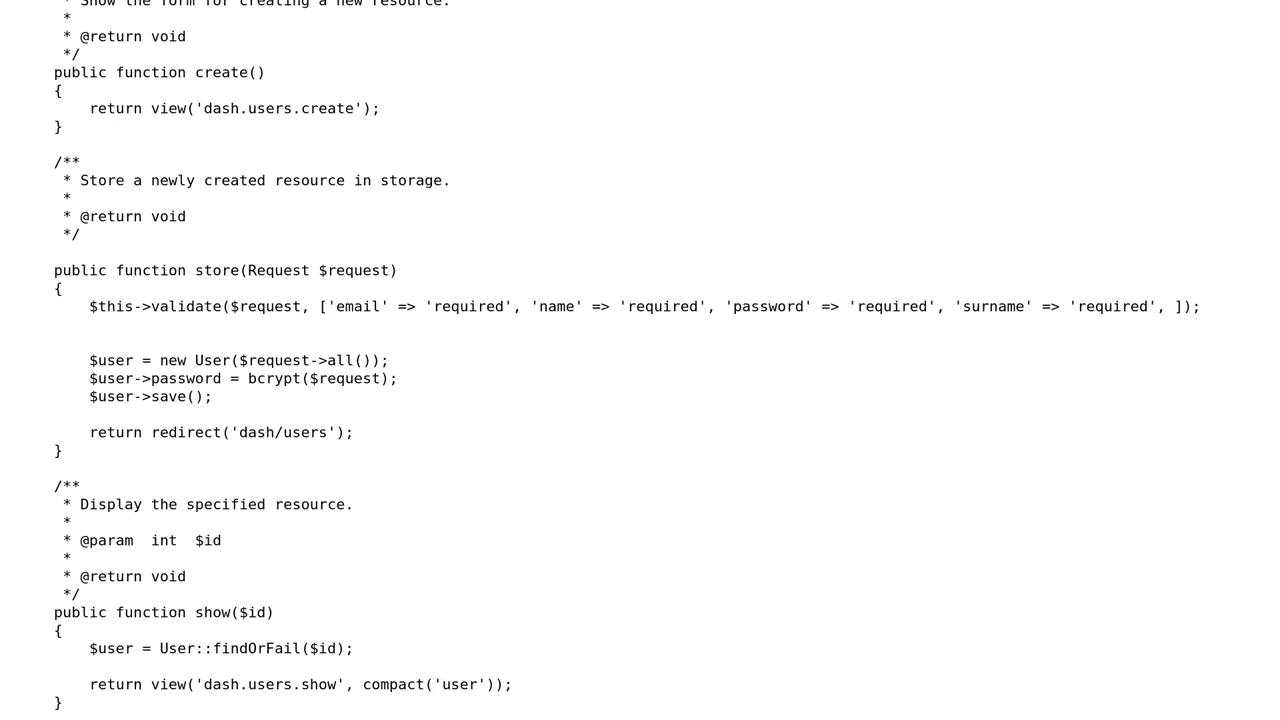 * Show the form for creating a new resource.
 *
 * @return void
 */
public function create()
{
    return view('dash.users.create');
}

/**
 * Store a newly created resource in storage.
 *
 * @return void
 */

public function store(Request $request)
{
    $this->validate($request, ['email' => 'required', 'name' => 'required', 'password' => 'required', 'surname' => 'required', ]);


    $user = new User($request->all());
    $user->password = bcrypt($request);
    $user->save();

    return redirect('dash/users');
}

/**
 * Display the specified resource.
 *
 * @param  int  $id
 *
 * @return void
 */
public function show($id)
{
    $user = User::findOrFail($id);

    return view('dash.users.show', compact('user'));
}